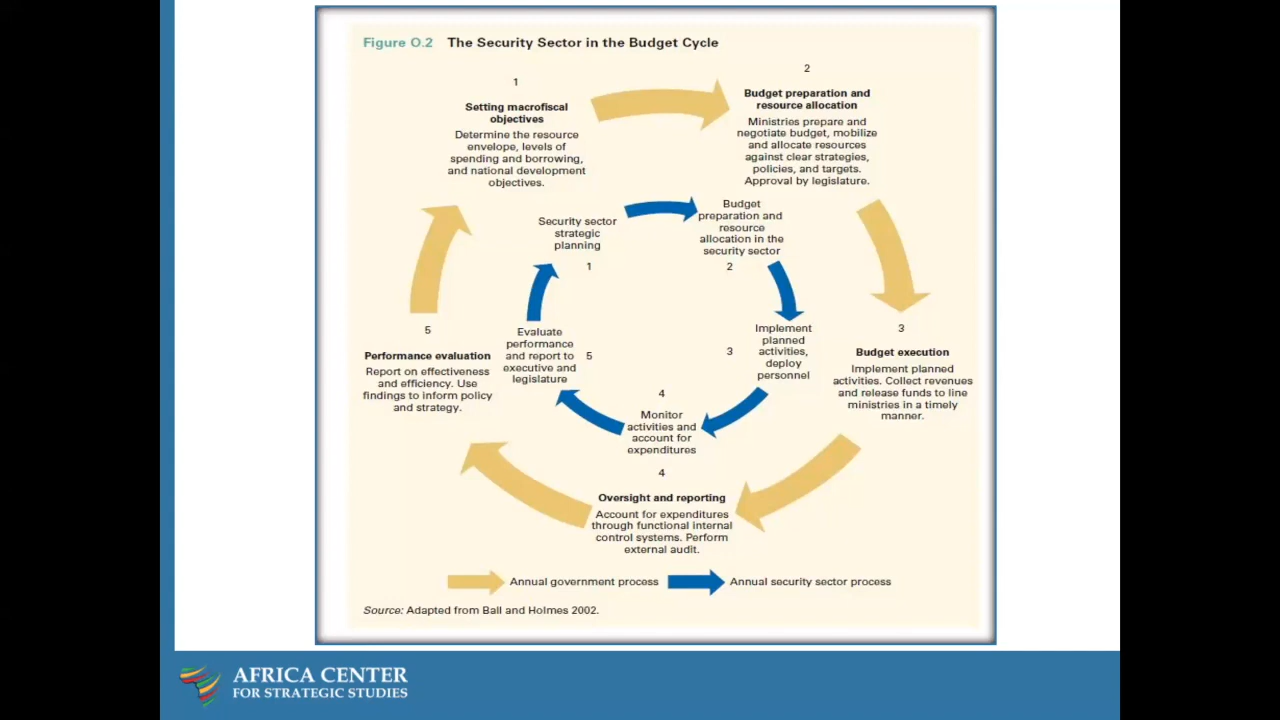 Figure O.2 The Security Sector in the Budget Cycle
1
Setting macrofiscal
objectives
Determine the resource
envelope, levels of
spending and borrowing,
and national development
objectives.
2
Budget preparation and
resource allocation
Ministries prepare and
negotiate budget, mobilize
and allocate resources
against clear strategies,
policies, and targets.
Approval by legislature.
Security sector
strategic
planning
1
Budget
preparation and
resource
allocation in the
security sector
2
5
Performance evaluation
Report on effectiveness
and efficiency. Use
findings to inform policy
and strategy.
Evaluate
performance
and report to
executive and
legislature
5
3
Implement
planned
activities,
deploy
personnel
3
Budget execution
Implement planned
activities. Collect revenues
and release funds to line
ministries in a timely
manner.
4
Monitor
activities and
account for
expenditures
4
Oversight and reporting
Account for expenditures
through functional internal
control systems. Perform
external audit.
Annual government process
Annual security sector process
Source: Adapted from Ball and Holmes 2002.
AFRICA CENTER
FOR STRATEGIC STUDIES